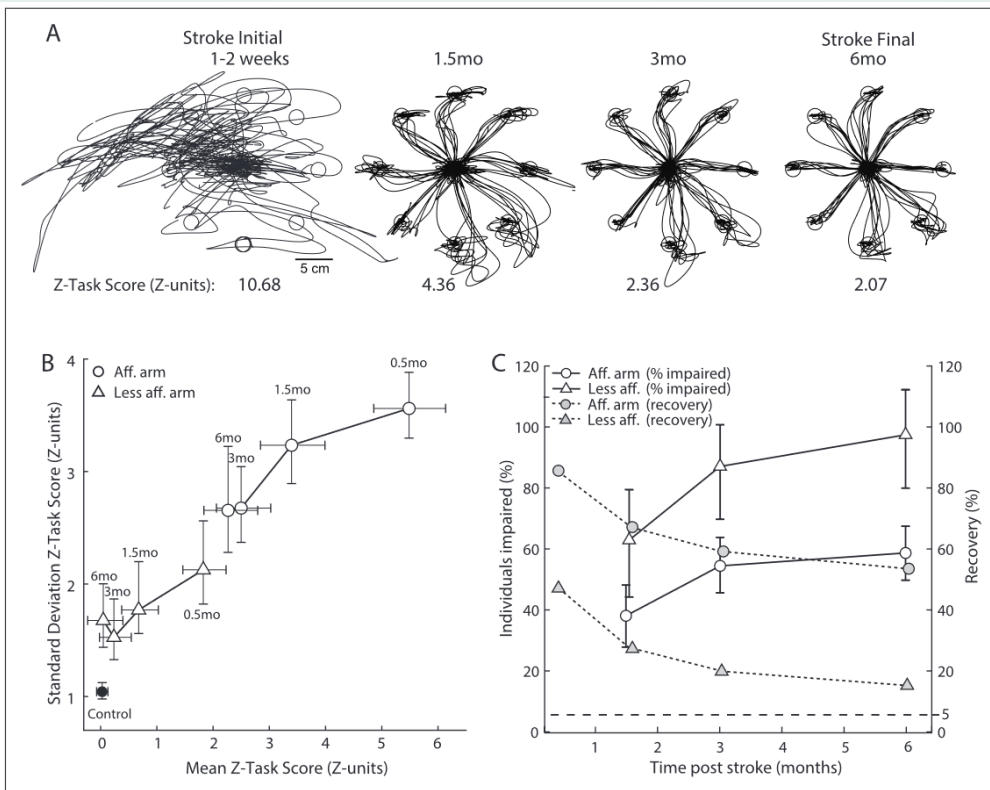 A
Stroke Initial
1-2 weeks
1.5mo
3mo
Stroke Final
6mo
5 cm
Z-Task Score (Z-units):
10.68
4.36
2.36
2.07
B
Standard Deviation Z-Task Score (Z-units)
4
3
2
1
Aff. arm
Less aff. arm
0.5mo
1.5mo
6mo
3mo
1.5mo
6mo
3mo
0.5mo
Control
0 1 2 3 4 5 6
Mean Z-Task Score (Z-units)
C
Individuals impaired (%)
120
100
80
60
40
20
0
Aff. arm (% impaired)
Less aff. (% impaired)
Aff. arm (recovery)
Less aff. (recovery)
120
100
80
60
40
20
5
0
Recovery (%)
1 2 3 4 5 6
Time post stroke (months)